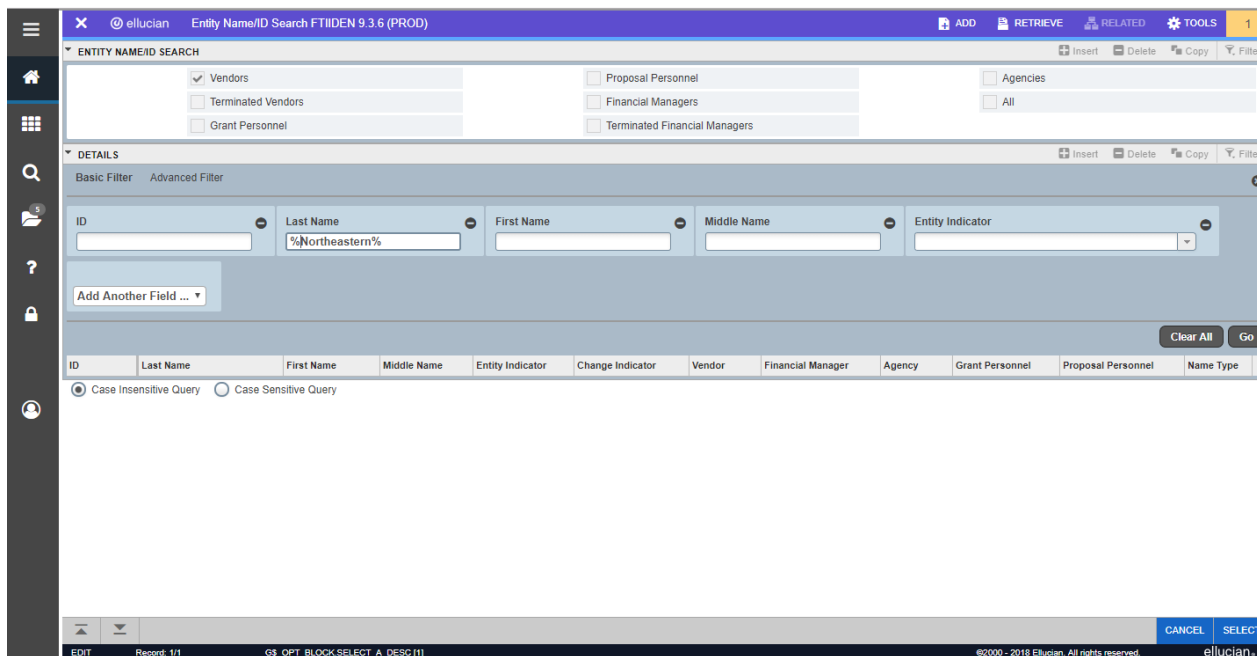 ellucian Entity Name/ID Search FTIIDEN 9.3.6 (PROD) ADD RETRIEVE RELATED TOOLS 1
ENTITY NAME/ID SEARCH Insert Delete Copy Filte
Vendors Proposal Personnel Agencies
Terminated Vendors Financial Managers All
Grant Personnel Terminated Financial Managers
DETAILS Insert Delete Copy Filte
Basic Filter Advanced Filter
5
ID Last Name First Name Middle Name Entity Indicator
%Northeastern%
?
Add Another Field ...
Clear All Go
ID Last Name First Name Middle Name Entity Indicator Change Indicator Vendor Financial Manager Agency Grant Personnel Proposal Personnel Name Type
Case Insensitive Query Case Sensitive Query
CANCEL SELECT
EDIT Record: 1/1 G$_OPT_BLOCK.SELECT_A_DESC [1] ©2000 - 2018 Ellucian. All rights reserved. ellucian